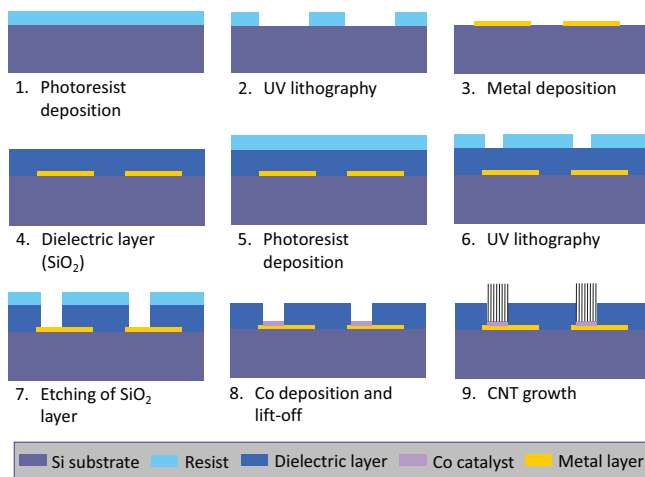 1. Photoresist
deposition
2. UV lithography
3. Metal deposition
4. Dielectric layer
(SiO₂)
5. Photoresist
deposition
6. UV lithography
7. Etching of SiO₂
layer
8. Co deposition and
lift-off
9. CNT growth
Si substrate Resist Dielectric layer Co catalyst Metal layer